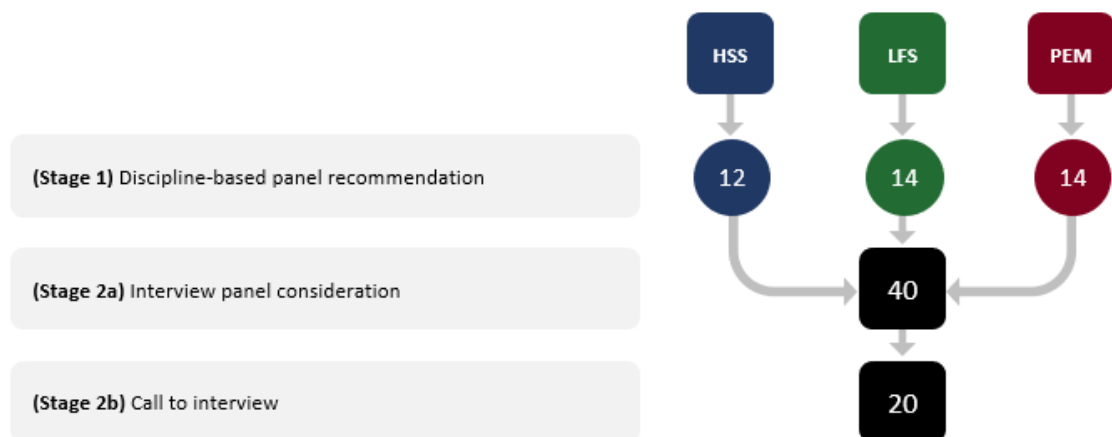 HSS LFS PEM
(Stage 1) Discipline-based panel recommendation 12 14 14
(Stage 2a) Interview panel consideration 40
(Stage 2b) Call to interview 20